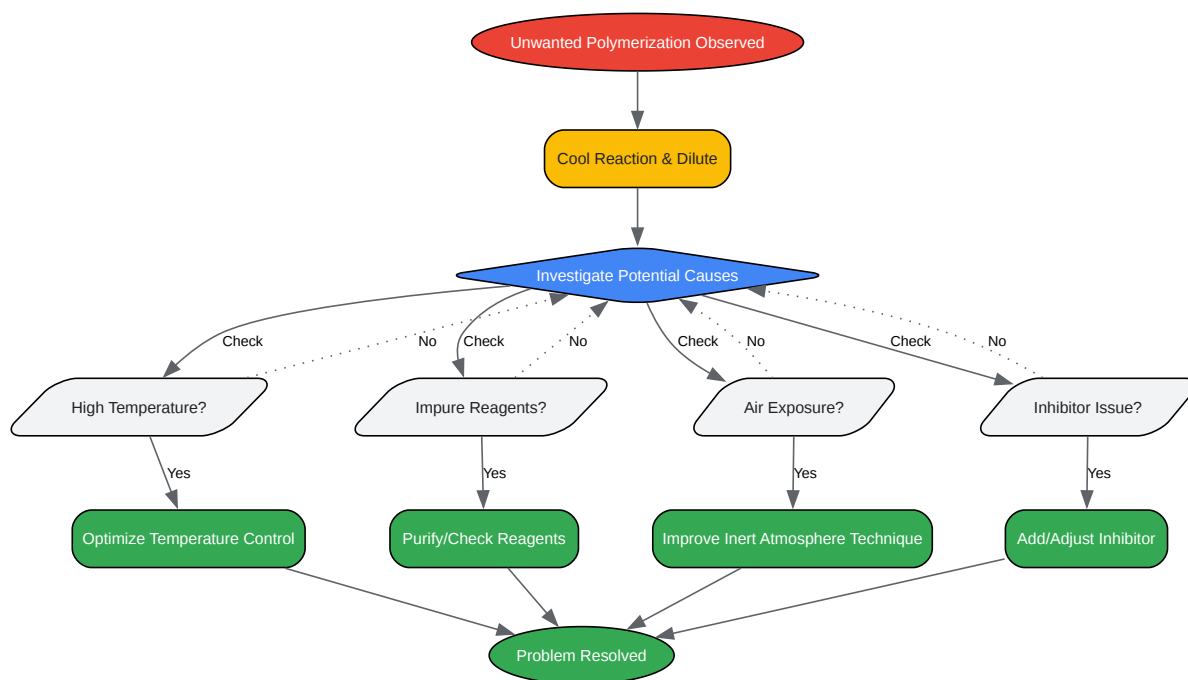 Unwanted Polymerization Observed
Cool Reaction & Dilute
Investigate Potential Causes
Check
No
Check
No
Check
No
Check
No
High Temperature?
Impure Reagents?
Air Exposure?
Inhibitor Issue?
Yes
Yes
Yes
Yes
Optimize Temperature Control
Purify/Check Reagents
Improve Inert Atmosphere Technique
Add/Adjust Inhibitor
Problem Resolved